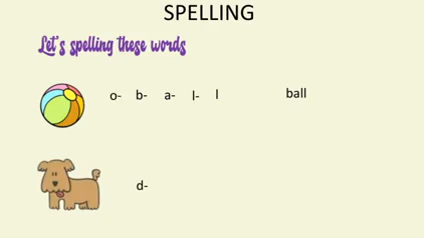 SPELLING
Let's spelling these words
o- b- a- l- l ball
d-